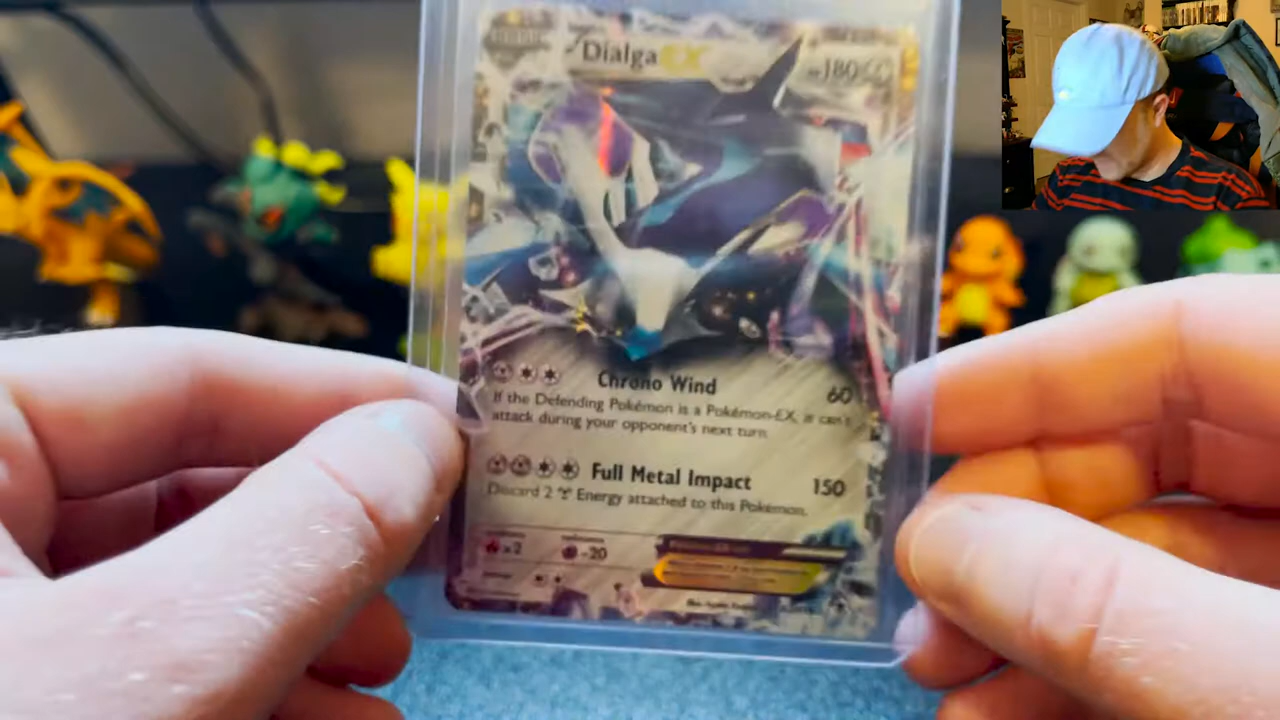 Dialga EX
HP 180
Chrono Wind 60
If the Defending Pokémon is a Pokémon-EX, it can't
attack during your opponent's next turn.
Full Metal Impact 150
Discard 2 Energy attached to this Pokémon.
×2 -20